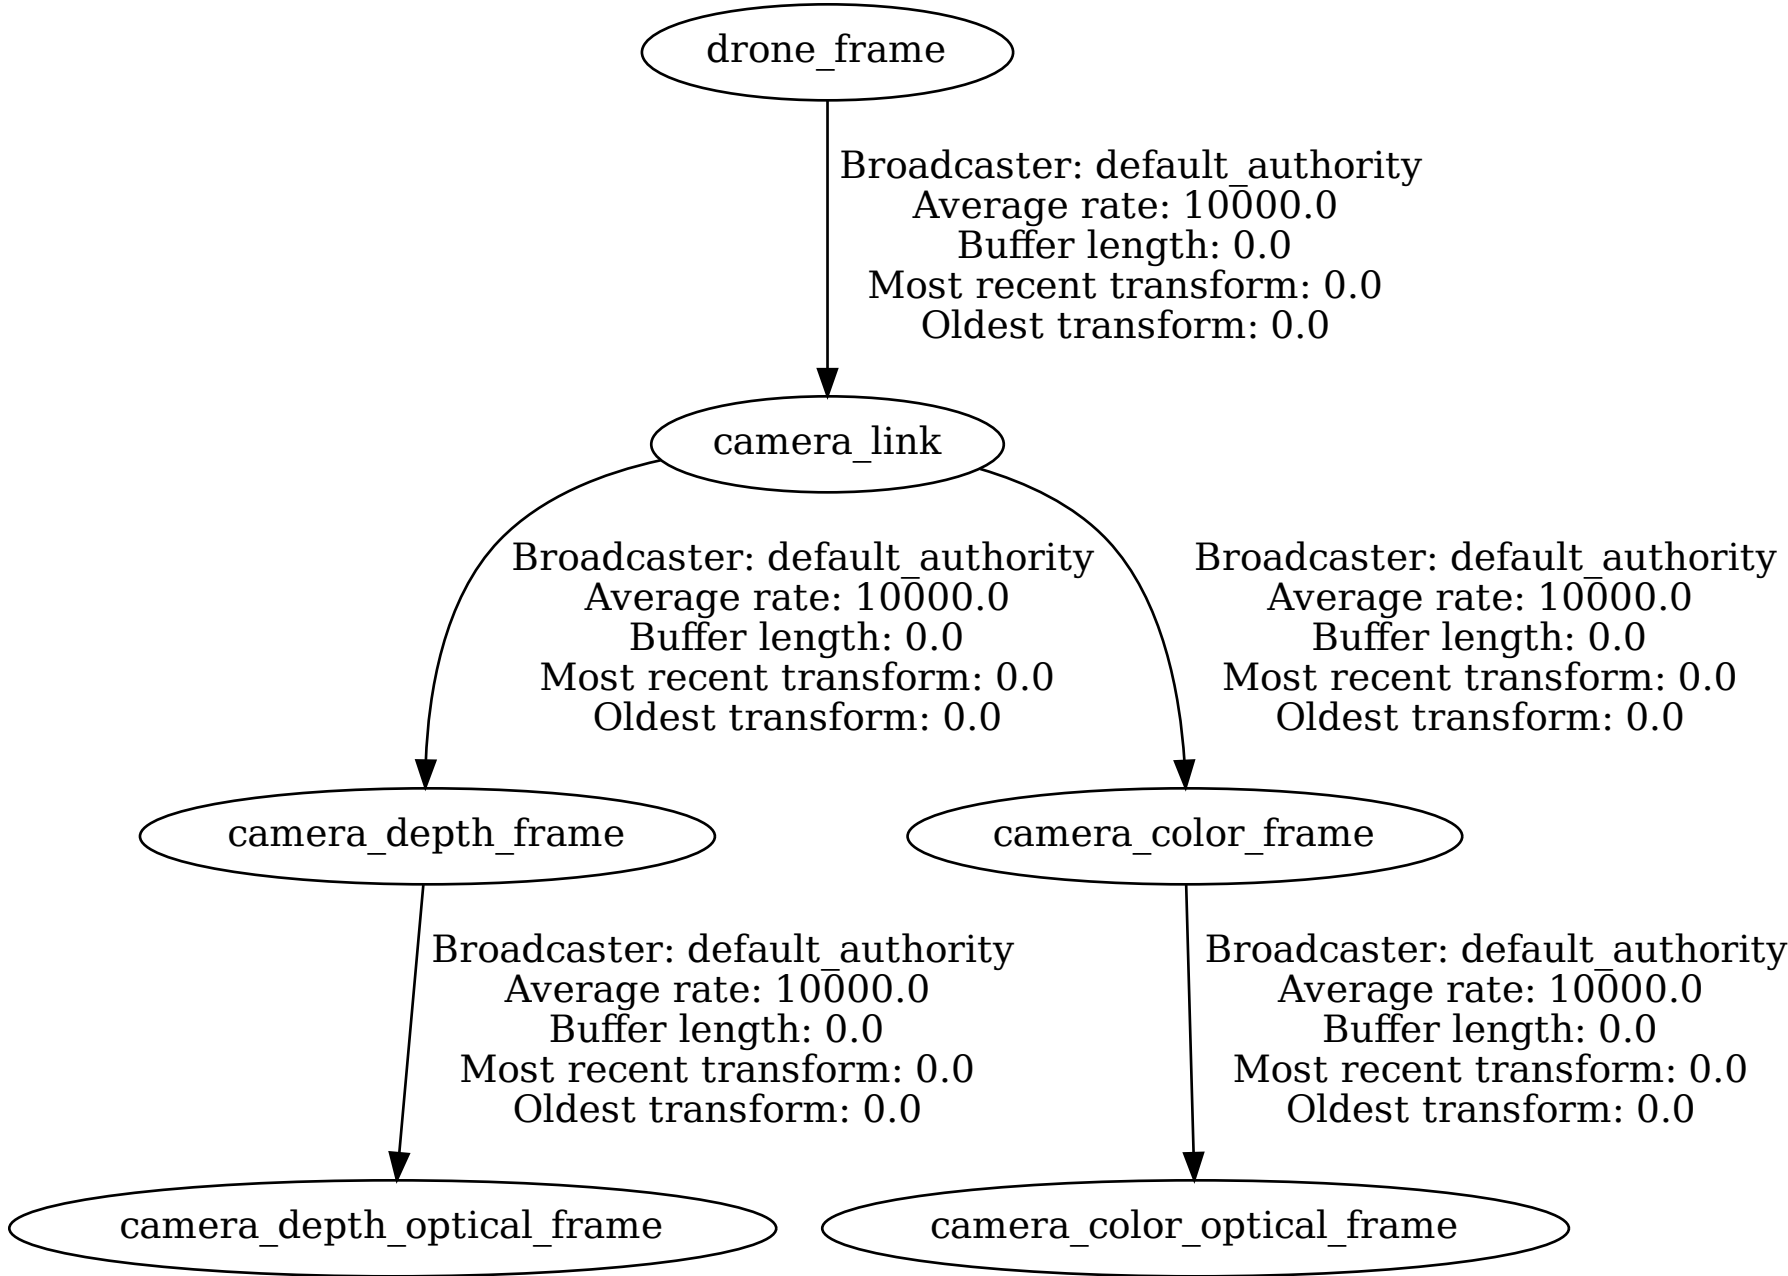 drone_frame
Broadcaster: default_authority
Average rate: 10000.0
Buffer length: 0.0
Most recent transform: 0.0
Oldest transform: 0.0
camera_link
Broadcaster: default_authority
Average rate: 10000.0
Buffer length: 0.0
Most recent transform: 0.0
Oldest transform: 0.0
Broadcaster: default_authority
Average rate: 10000.0
Buffer length: 0.0
Most recent transform: 0.0
Oldest transform: 0.0
camera_depth_frame
camera_color_frame
Broadcaster: default_authority
Average rate: 10000.0
Buffer length: 0.0
Most recent transform: 0.0
Oldest transform: 0.0
Broadcaster: default_authority
Average rate: 10000.0
Buffer length: 0.0
Most recent transform: 0.0
Oldest transform: 0.0
camera_depth_optical_frame
camera_color_optical_frame